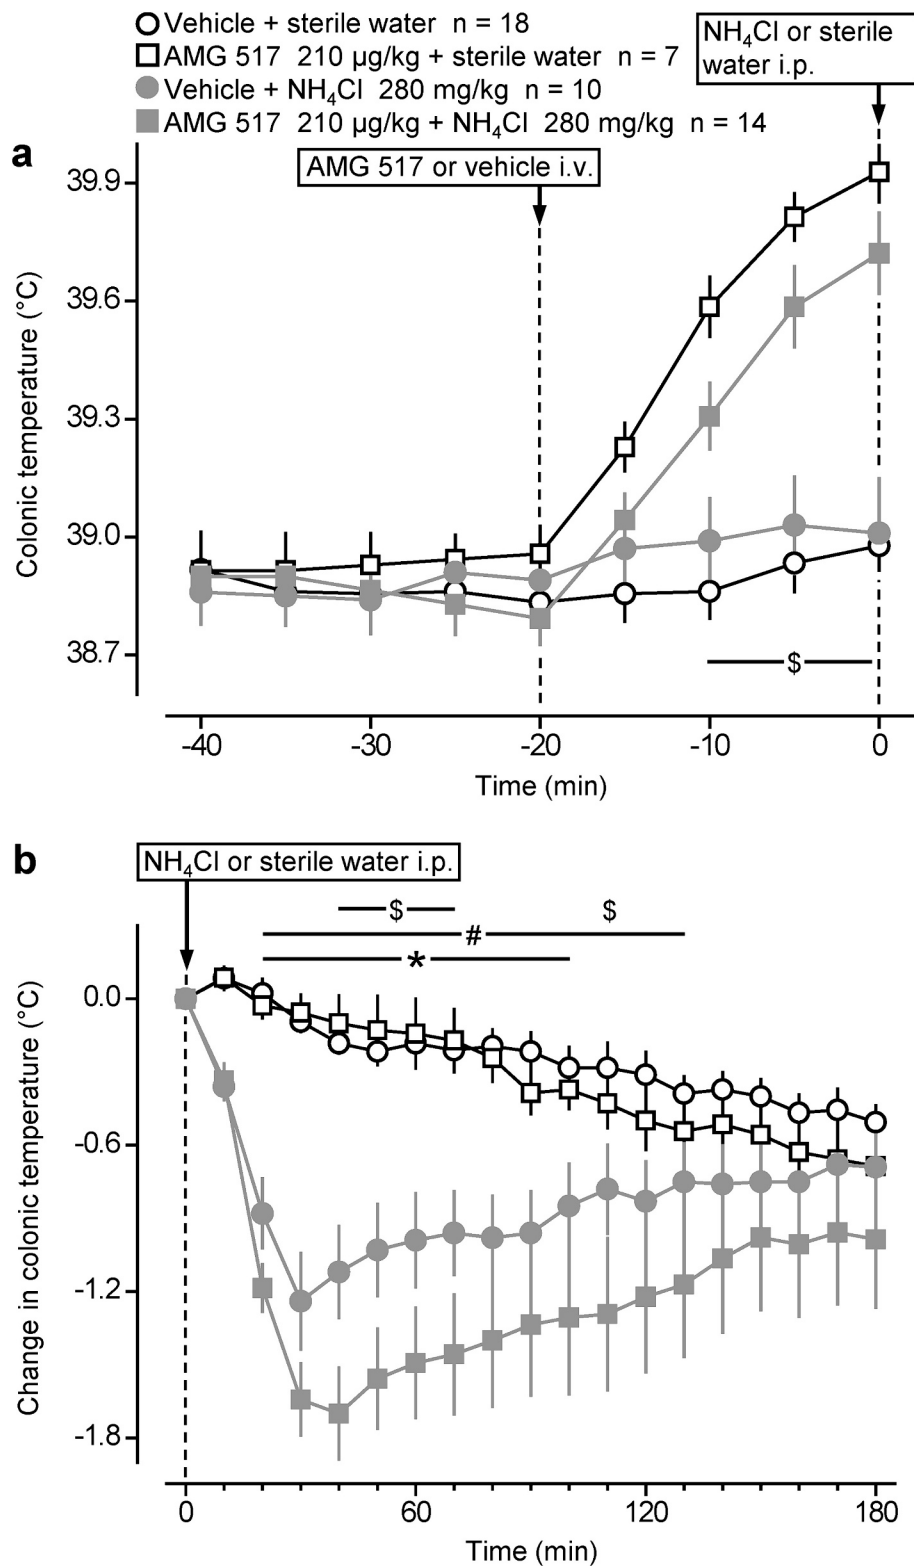 Vehicle + sterile water n = 18
AMG 517 210 µg/kg + sterile water n = 7
Vehicle + NH₄Cl 280 mg/kg n = 10
AMG 517 210 µg/kg + NH₄Cl 280 mg/kg n = 14
NH₄Cl or sterile
water i.p.
a
AMG 517 or vehicle i.v.
39.9
39.6
39.3
39.0
38.7
Colonic temperature (°C)
$
-40 -30 -20 -10 0
Time (min)
b
NH₄Cl or sterile water i.p.
$ $
#
*
0.0
-0.6
-1.2
-1.8
Change in colonic temperature (°C)
0 60 120 180
Time (min)